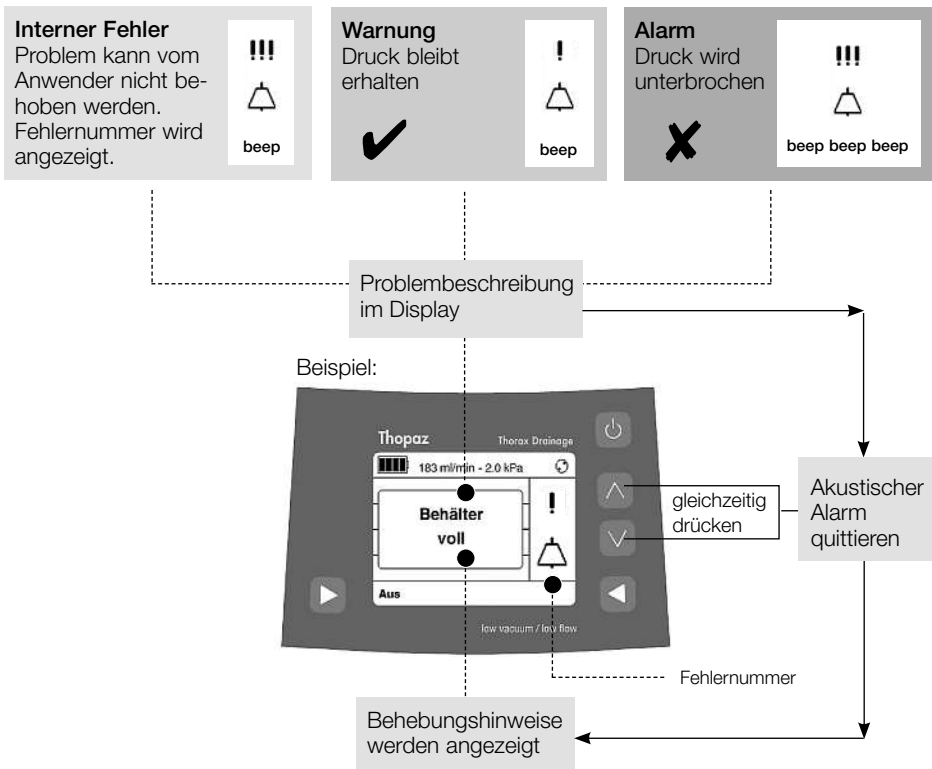 Interner Fehler
Problem kann vom
Anwender nicht be-
hoben werden.
Fehlernummer wird
angezeigt.
!!!
beep
Warnung
Druck bleibt
erhalten
!
beep
Alarm
Druck wird
unterbrochen
!!!
beep beep beep
Problembeschreibung
im Display
Beispiel:
Thopaz
Thorax Drainage
183 ml/min - 2.0 kPa
Behälter
voll
!
Aus
low vacuum / low flow
gleichzeitig
drücken
Akustischer
Alarm
quittieren
Fehlernummer
Behebungshinweise
werden angezeigt